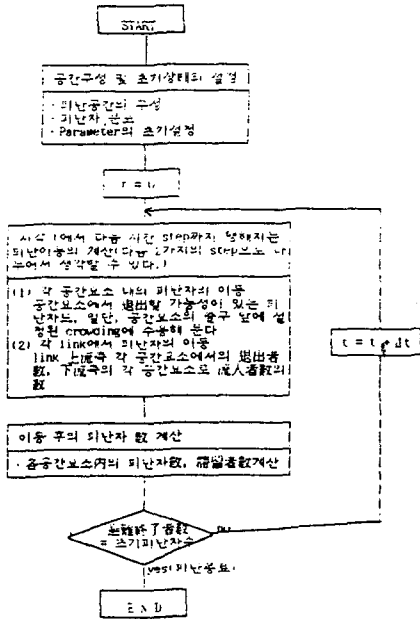 START
공간구성 및 초기상태의 설정
· 피난공간의 구성
· 피난자 분포
· Parameter의 초기설정
t = 0
시각 t에서 다음 시간 step까지 행해지는
피난이동의 계산(다음 2가지의 step으로 나
누어서 생각할 수 있다.)
(1) 각 공간요소 내의 피난자의 이동
공간요소에서 退出할 가능성이 있는 피
난자는, 일단, 공간요소의 출구 앞에 설
정된 crowding에 수용해 둔다
(2) 각 link에서 피난자의 이동
link 上流측 각 공간요소에서의 退出者
數, 下流측의 각 공간요소로 流入者數의
t = t + dt
이동 후의 피난자 數 계산
· 各공간요소內의 피난자數, 滯留者數계산
避難終了者數
= 초기피난자수
no
yes(피난종료)
E N D